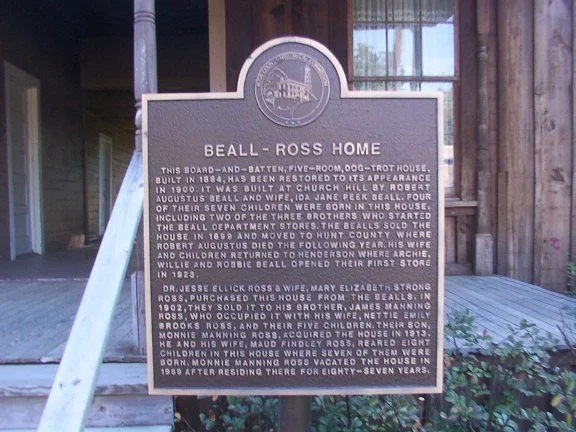 BEALL-ROSS HOME
THIS BOARD-AND-BATTEN, FIVE-ROOM, DOG-TROT HOUSE,
BUILT IN 1884, HAS BEEN RESTORED TO ITS APPEARANCE
IN 1900. IT WAS BUILT AT CHURCH HILL BY ROBERT
AUGUSTUS BEALL AND WIFE, IDA JANE PEEK BEALL. FOUR
OF THEIR SEVEN CHILDREN WERE BORN IN THIS HOUSE,
INCLUDING TWO OF THE THREE BROTHERS WHO STARTED
THE BEALL DEPARTMENT STORES. THE BEALLS SOLD THE
HOUSE IN 1899 AND MOVED TO HUNT COUNTY WHERE
ROBERT AUGUSTUS DIED THE FOLLOWING YEAR. HIS WIFE
AND CHILDREN RETURNED TO HENDERSON WHERE ARCHIE,
WILLIE AND ROBBIE BEALL OPENED THEIR FIRST STORE
IN 1923.
DR. JESSE ELLICK ROSS & WIFE, MARY ELIZABETH STRONG
ROSS, PURCHASED THIS HOUSE FROM THE BEALLS. IN
1902, THEY SOLD IT TO HIS BROTHER, JAMES MANNING
ROSS, WHO OCCUPIED IT WITH HIS WIFE, NETTIE EMILY
BROOKS ROSS, AND THEIR FIVE CHILDREN. THEIR SON,
MONNIE MANNING ROSS, ACQUIRED THE HOUSE IN 1913.
HE AND HIS WIFE, MAUD FINDLEY ROSS, REARED EIGHT
CHILDREN IN THIS HOUSE WHERE SEVEN OF THEM WERE
BORN. MONNIE MANNING ROSS VACATED THE HOUSE IN
1989 AFTER RESIDING THERE FOR EIGHTY-SEVEN YEARS.